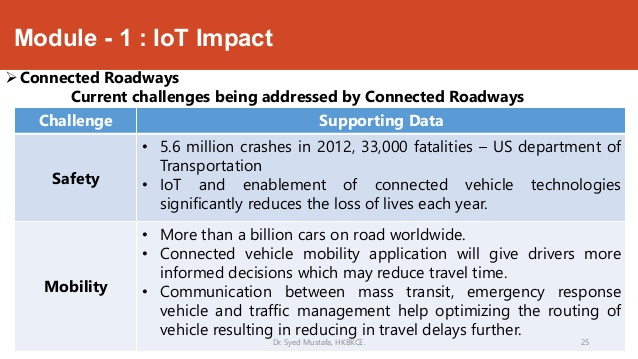 Module - 1 : IoT Impact
➢Connected Roadways
Current challenges being addressed by Connected Roadways
Challenge
Supporting Data
Safety
• 5.6 million crashes in 2012, 33,000 fatalities – US department of
Transportation
• IoT and enablement of connected vehicle technologies
significantly reduces the loss of lives each year.
Mobility
• More than a billion cars on road worldwide.
• Connected vehicle mobility application will give drivers more
informed decisions which may reduce travel time.
• Communication between mass transit, emergency response
vehicle and traffic management help optimizing the routing of
vehicle resulting in reducing in travel delays further.
Dr. Syed Mustafa, HKBKCE.
25